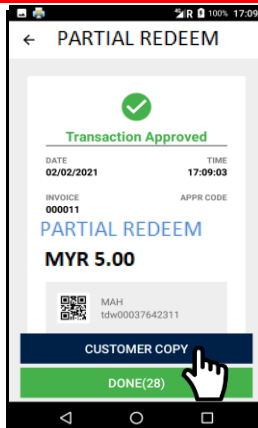 R 100% 17:09
← PARTIAL REDEEM
Transaction Approved
DATE TIME
02/02/2021 17:09:03
INVOICE APPR CODE
000011
PARTIAL REDEEM
MYR 5.00
MAH
tdw00037642311
CUSTOMER COPY
DONE(28)